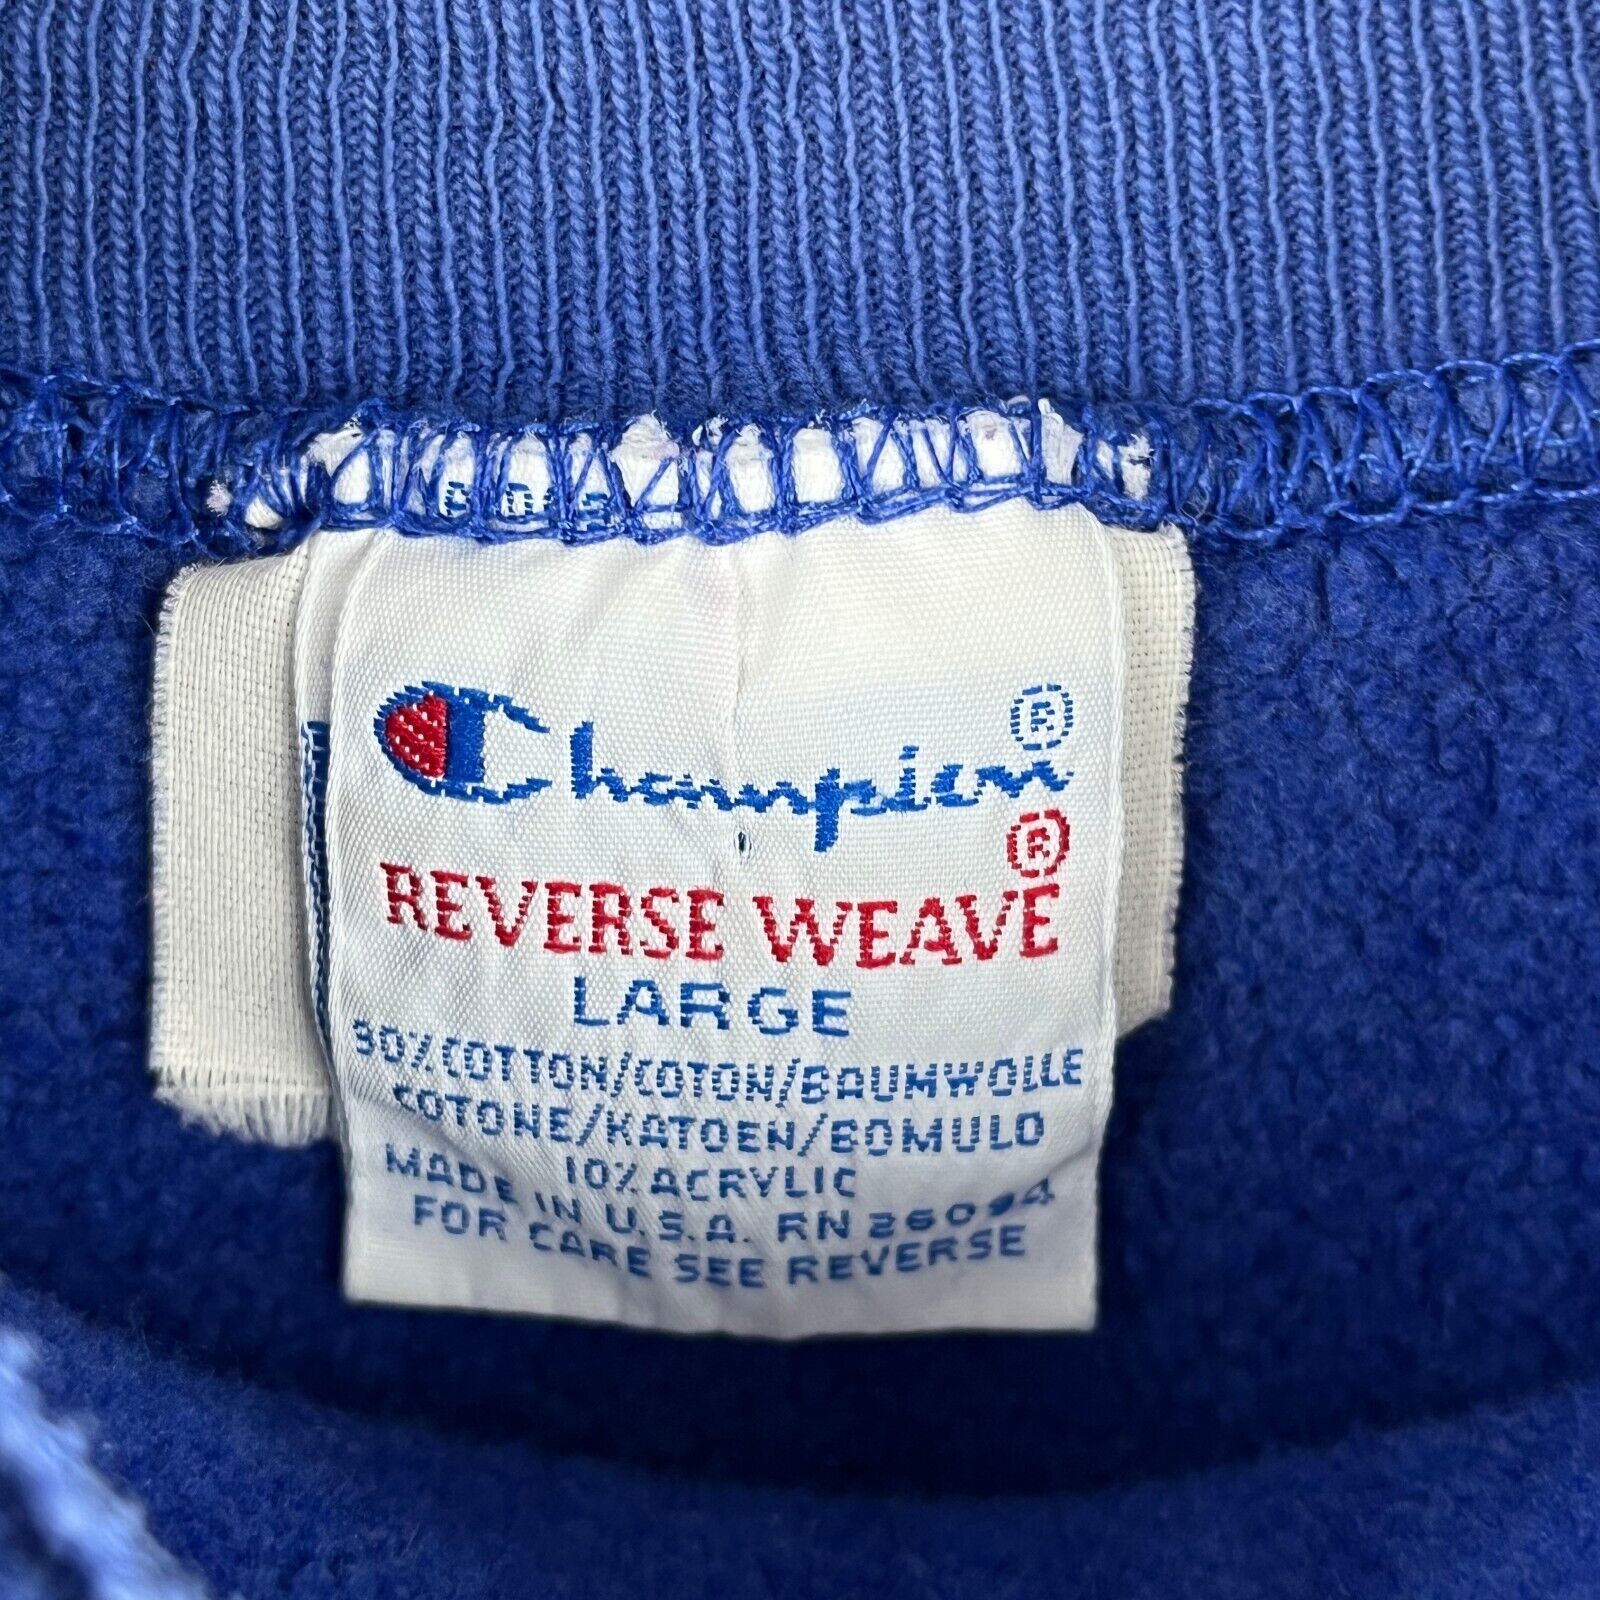 Champion®
REVERSE WEAVE®
LARGE
90% COTTON/COTON/BAUMWOLLE
COTONE/KATOEN/BOMULD
10% ACRYLIC
MADE IN U.S.A. RN 26094
FOR CARE SEE REVERSE